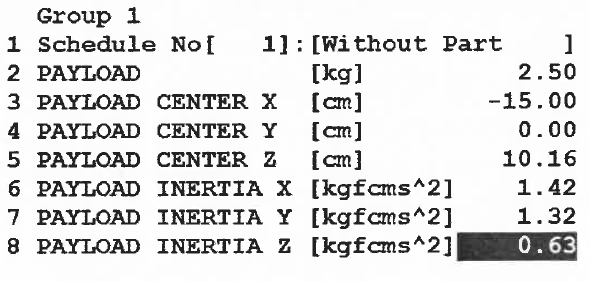 Group 1
1 Schedule No[ 1]:[Without Part ]
2 PAYLOAD [kg] 2.50
3 PAYLOAD CENTER X [cm] -15.00
4 PAYLOAD CENTER Y [cm] 0.00
5 PAYLOAD CENTER Z [cm] 10.16
6 PAYLOAD INERTIA X [kgfcms^2] 1.42
7 PAYLOAD INERTIA Y [kgfcms^2] 1.32
8 PAYLOAD INERTIA Z [kgfcms^2] 0.63